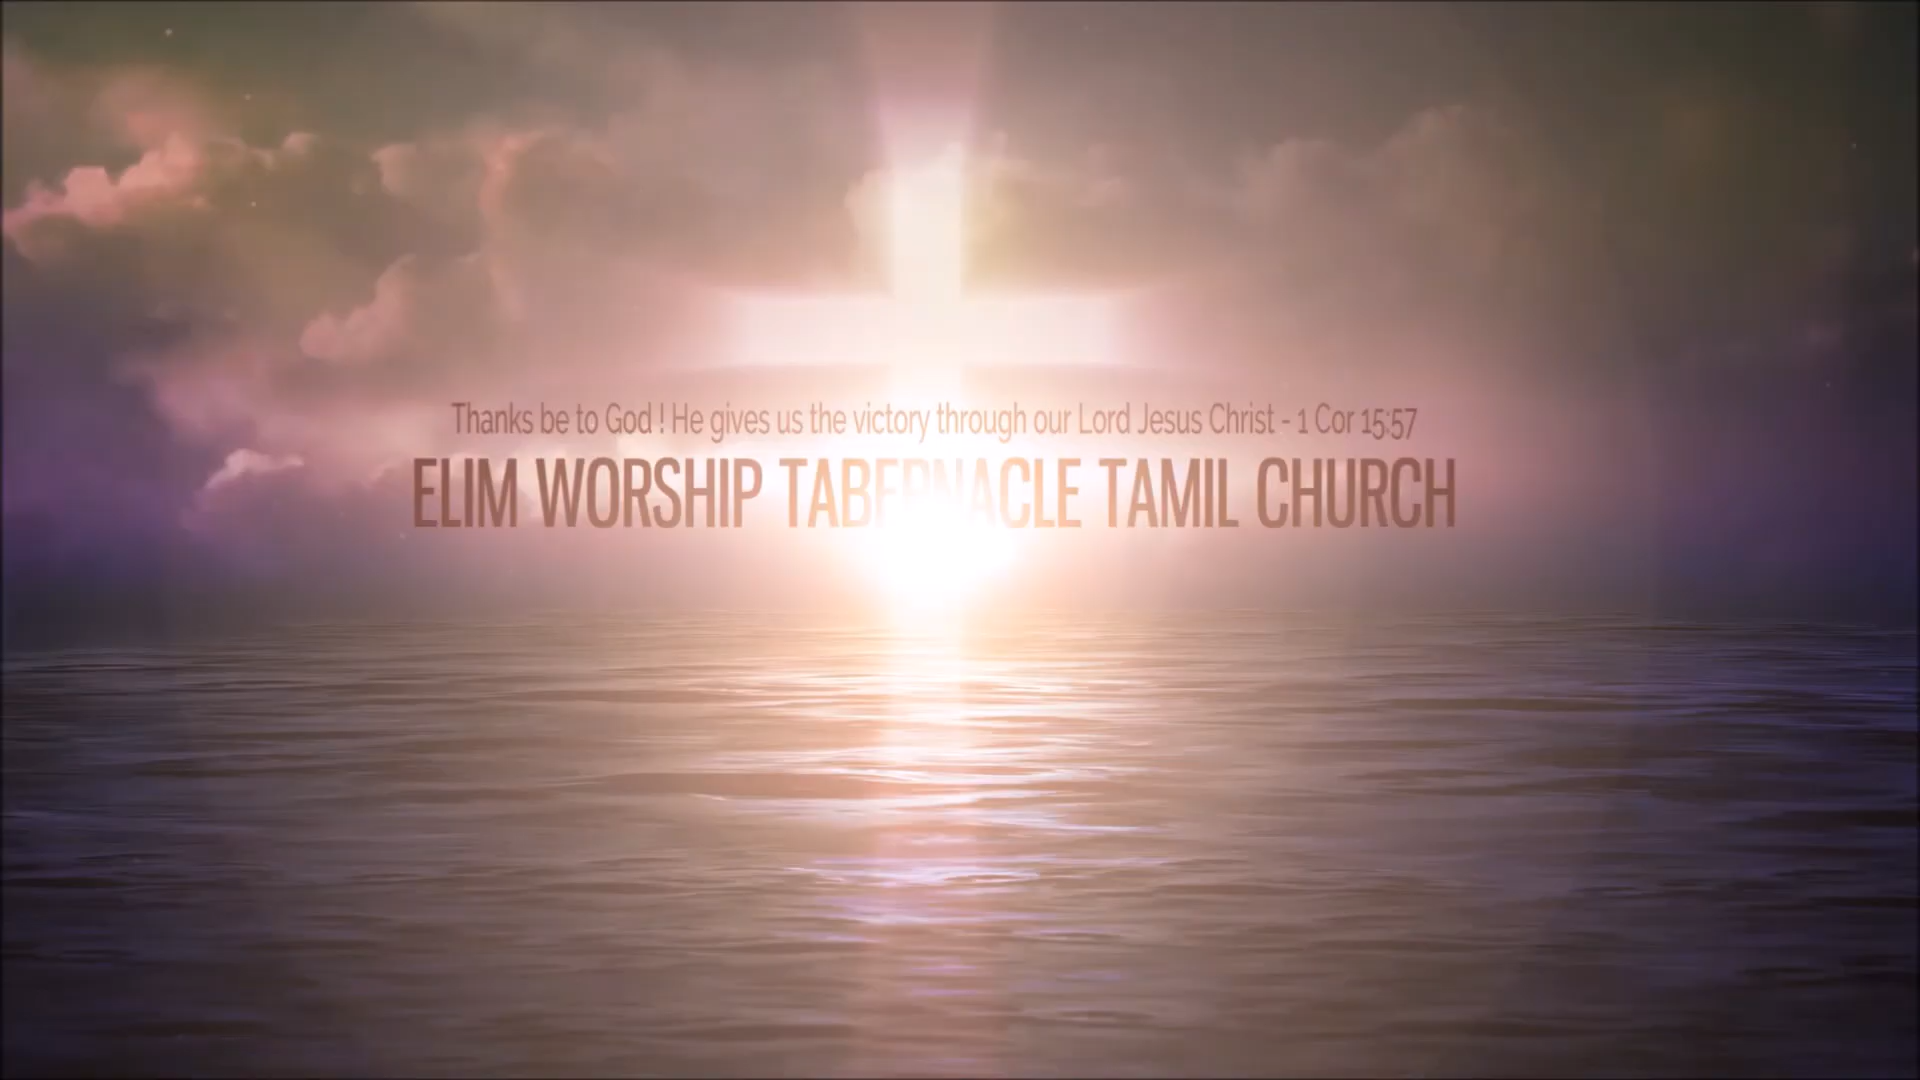 Thanks be to God ! He gives us the victory through our Lord Jesus Christ - 1 Cor 15:57
ELIM WORSHIP TABERNACLE TAMIL CHURCH